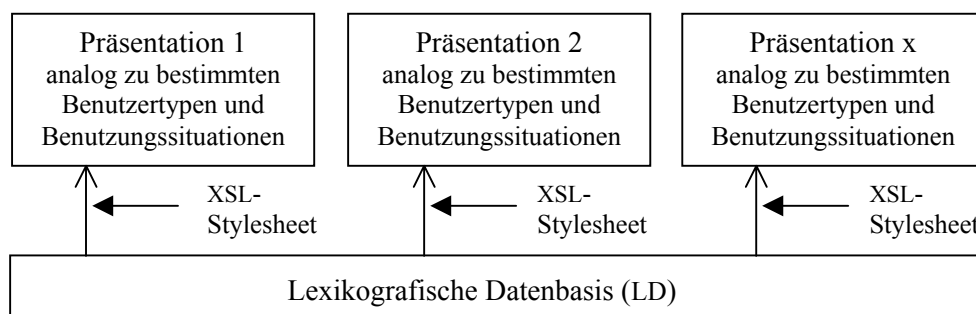 Präsentation 1
analog zu bestimmten
Benutzertypen und
Benutzungssituationen
Präsentation 2
analog zu bestimmten
Benutzertypen und
Benutzungssituationen
Präsentation x
analog zu bestimmten
Benutzertypen und
Benutzungssituationen
XSL-
Stylesheet
XSL-
Stylesheet
XSL-
Stylesheet
Lexikografische Datenbasis (LD)